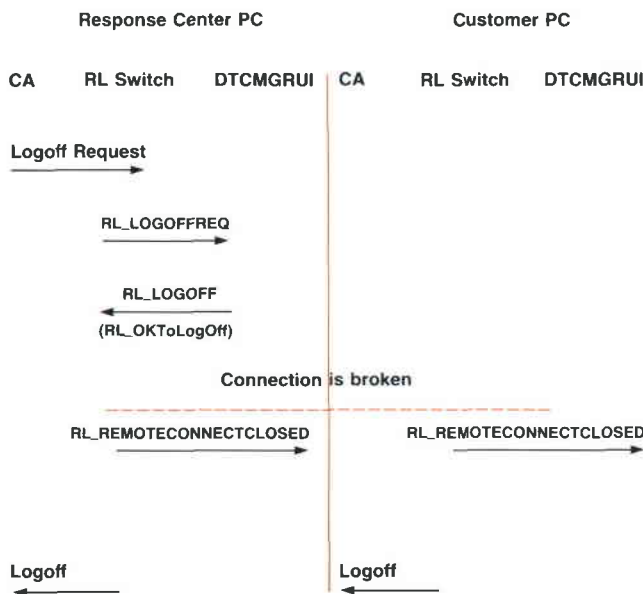 Response Center PC Customer PC
CA RL Switch DTCMGRUI CA RL Switch DTCMGRUI
Logoff Request
RL_LOGOFFREQ
RL_LOGOFF
(RL_OKToLogOff)
Connection is broken
RL_REMOTECONNECTCLOSED RL_REMOTECONNECTCLOSED
Logoff Logoff